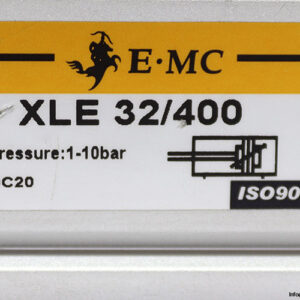 E·MC
XLE 32/400
ressure:1-10bar
C20
ISO90